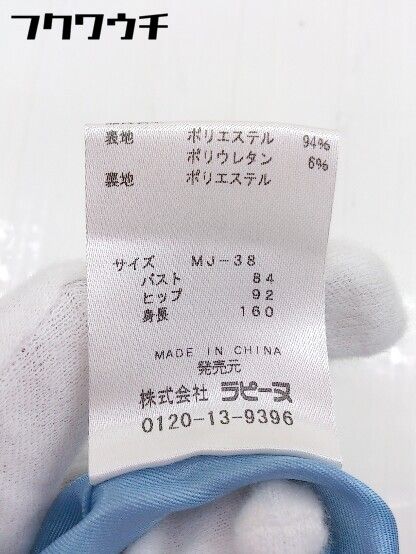 フクワウチ
表地 ポリエステル 94%
ポリウレタン 6%
裏地 ポリエステル
サイズ MJ-38
バスト 84
ヒップ 92
身長 160
MADE IN CHINA
発売元
株式会社 ラピーヌ
0120-13-9396